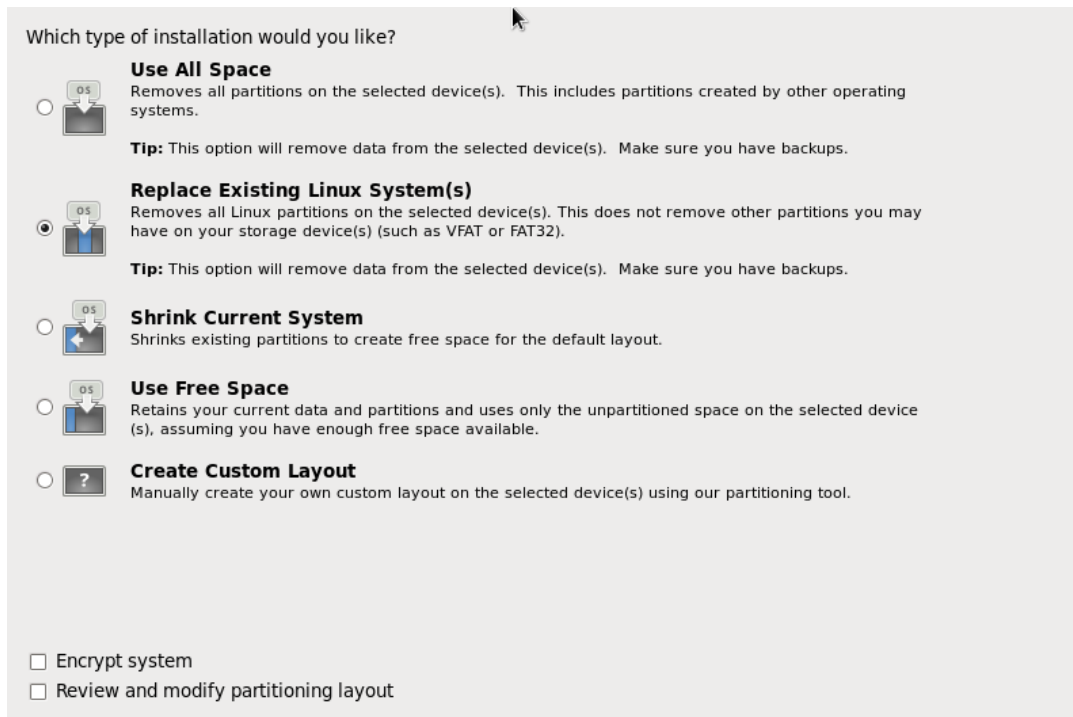 Which type of installation would you like?
OS
Use All Space
Removes all partitions on the selected device(s).  This includes partitions created by other operating
systems.
Tip: This option will remove data from the selected device(s).  Make sure you have backups.
OS
Replace Existing Linux System(s)
Removes all Linux partitions on the selected device(s). This does not remove other partitions you may
have on your storage device(s) (such as VFAT or FAT32).
Tip: This option will remove data from the selected device(s).  Make sure you have backups.
OS
Shrink Current System
Shrinks existing partitions to create free space for the default layout.
OS
Use Free Space
Retains your current data and partitions and uses only the unpartitioned space on the selected device
(s), assuming you have enough free space available.
?
Create Custom Layout
Manually create your own custom layout on the selected device(s) using our partitioning tool.
Encrypt system
Review and modify partitioning layout